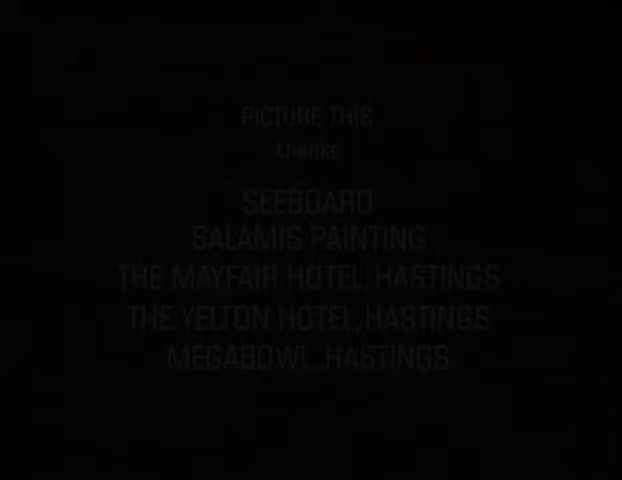 PICTURE THIS
thanks
SEEBOARD
SALAMIS PAINTING
THE MAYFAIR HOTEL, HASTINGS
THE YELTON HOTEL, HASTINGS
MEGABOWL, HASTINGS